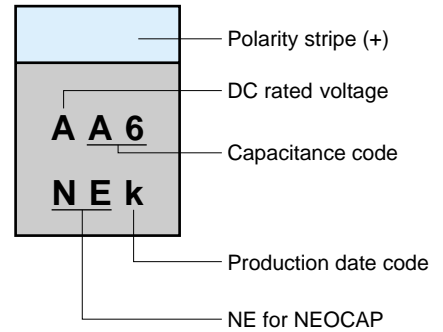 Polarity stripe (+)
DC rated voltage
A A 6
Capacitance code
N E k
Production date code
NE for NEOCAP